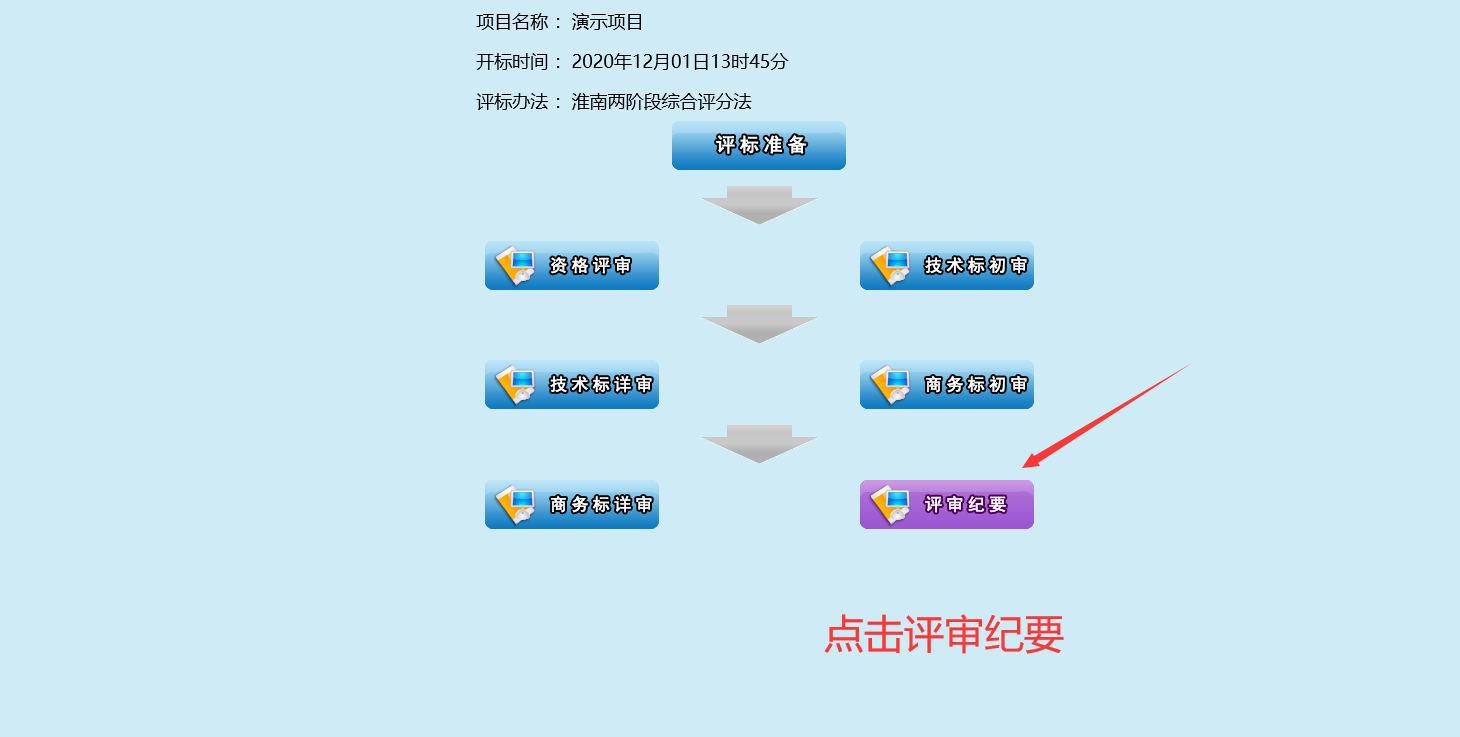 项目名称： 演示项目
开标时间： 2020年12月01日13时45分
评标办法： 淮南两阶段综合评分法
评标准备
资格评审
技术标初审
技术标详审
商务标初审
商务标详审
评审纪要
点击评审纪要